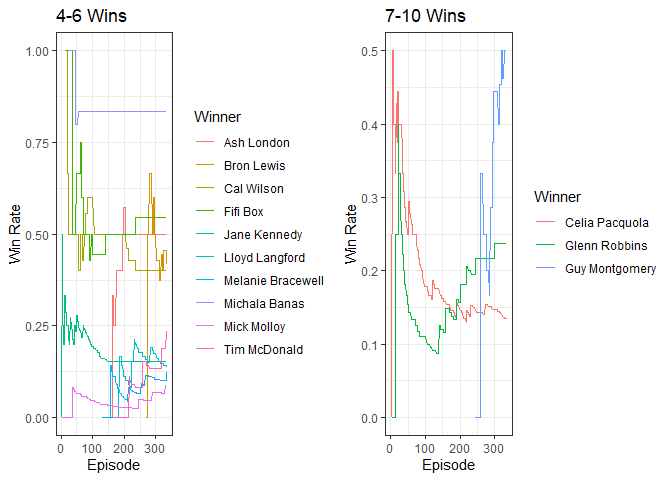 4-6 Wins
1.00
0.75
0.50
0.25
0.00
Win Rate
0
100
200
300
Episode
Winner
Ash London
Bron Lewis
Cal Wilson
Fifi Box
Jane Kennedy
Lloyd Langford
Melanie Bracewell
Michala Banas
Mick Molloy
Tim McDonald
7-10 Wins
0.5
0.4
0.3
0.2
0.1
0.0
Win Rate
0
100
200
300
Episode
Winner
Celia Pacquola
Glenn Robbins
Guy Montgomery